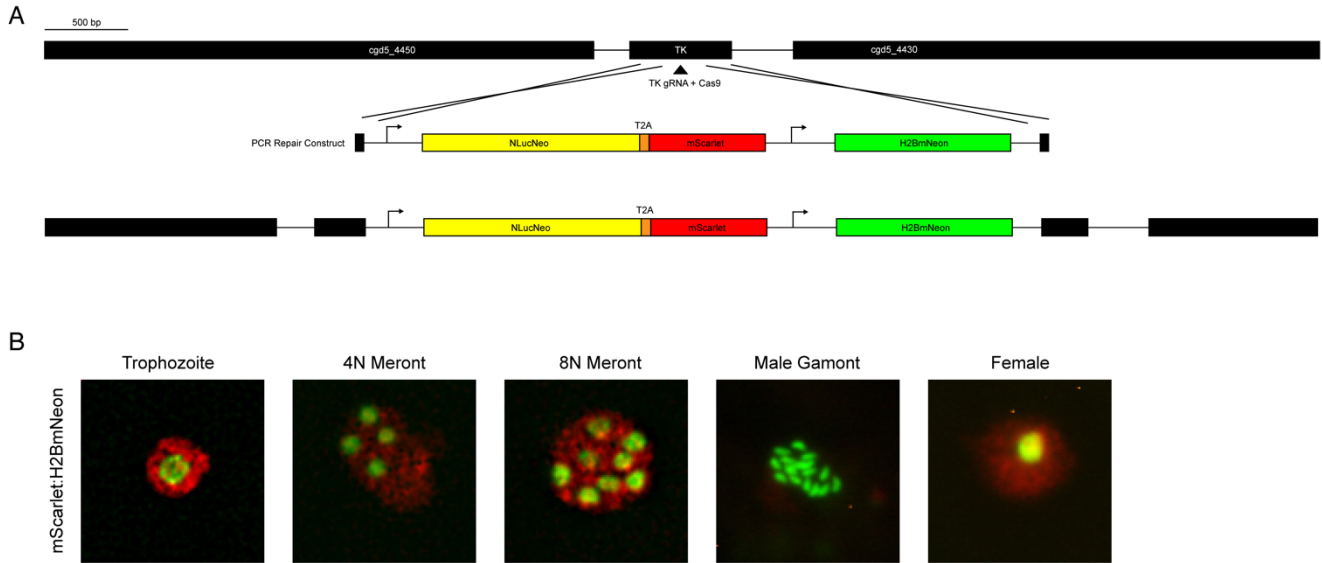 A
500 bp
cgd5_4450
TK
cgd5_4430
TK gRNA + Cas9
T2A
PCR Repair Construct
NLucNeo
mScarlet
H2BmNeon
T2A
NLucNeo
mScarlet
H2BmNeon
B
Trophozoite
4N Meront
8N Meront
Male Gamont
Female
mScarlet:H2BmNeon